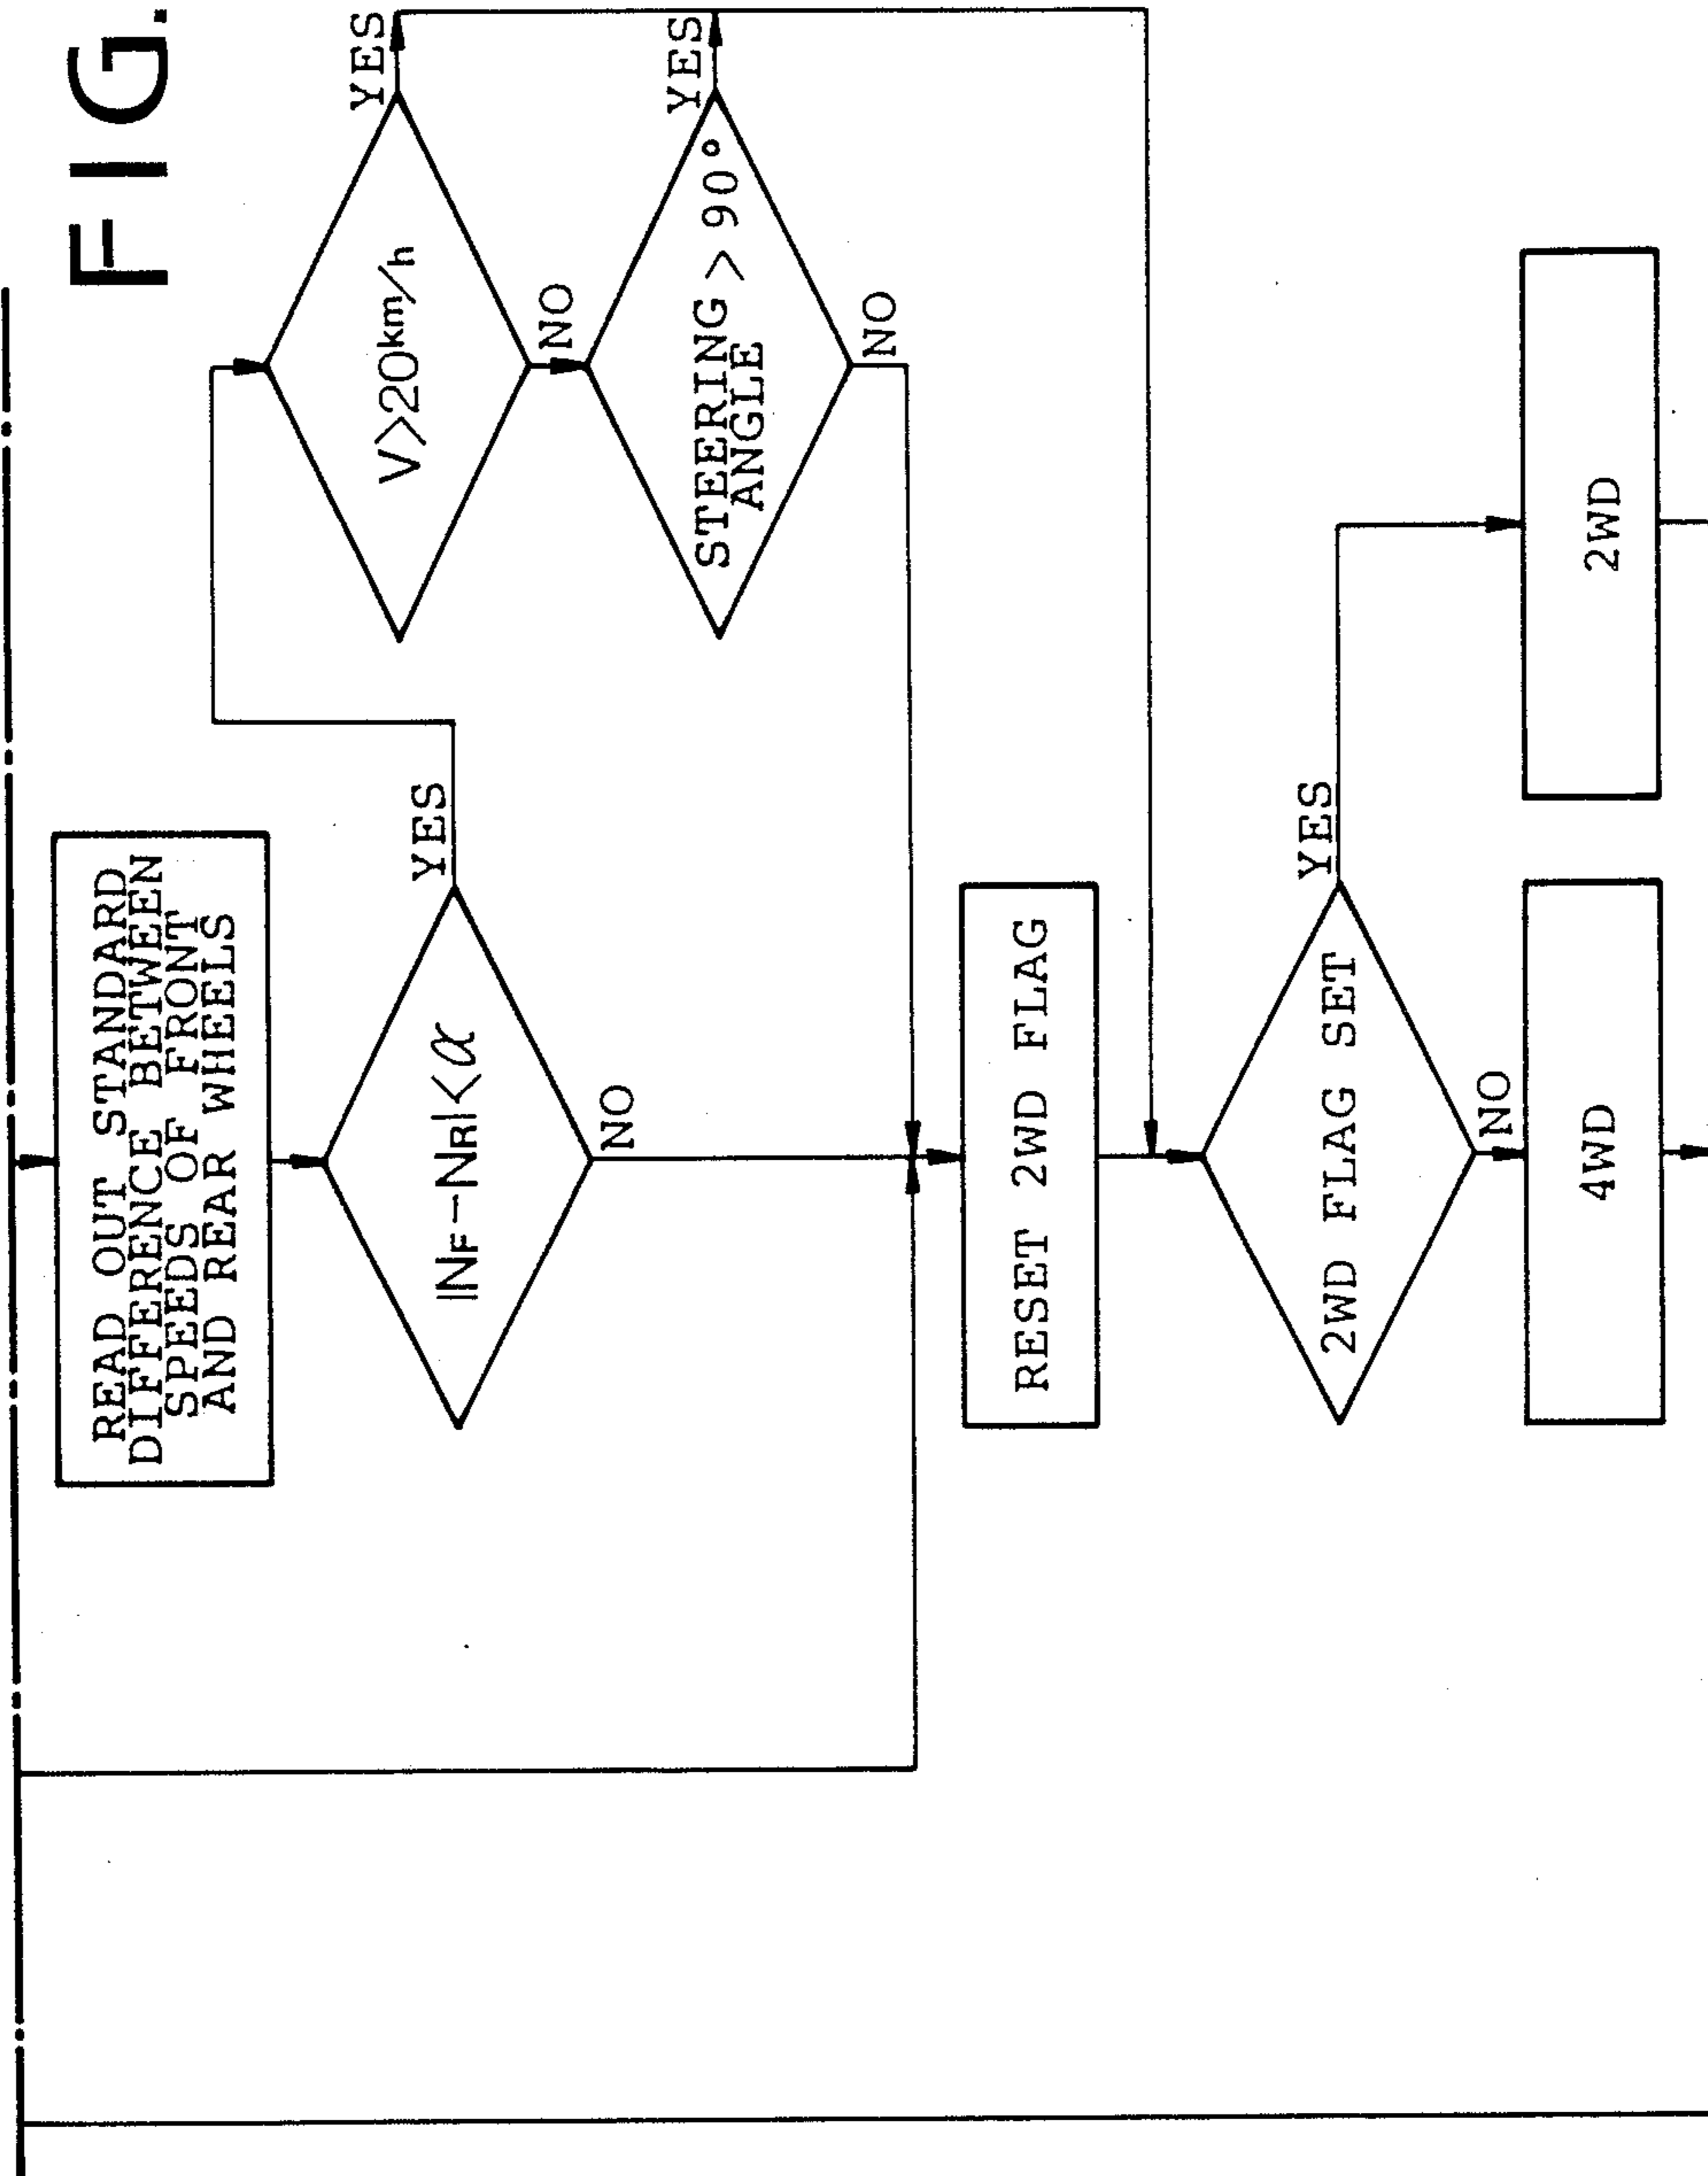 FIG.
READ OUT STANDARD
DIFFERENCE BETWEEN
SPEEDS OF FRONT
AND REAR WHEELS
|NF-NR|<α
YES
NO
V>20km/h
YES
NO
STEERING > 90°
ANGLE
YES
NO
RESET 2WD FLAG
2WD FLAG SET
YES
NO
4WD
2WD